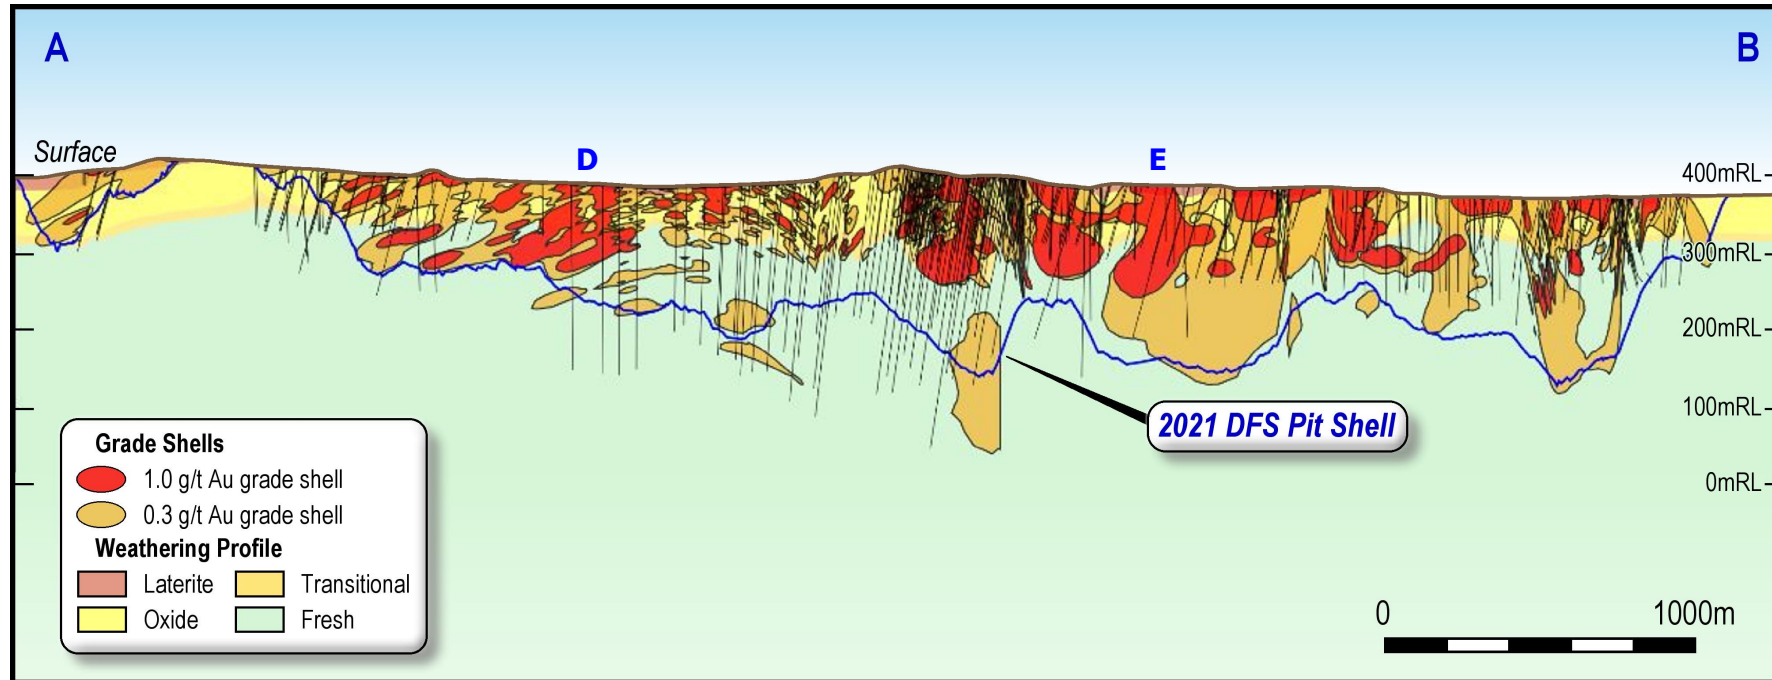 A
B
Surface
D
E
400mRL
300mRL
200mRL
100mRL
0mRL
2021 DFS Pit Shell
Grade Shells
1.0 g/t Au grade shell
0.3 g/t Au grade shell
Weathering Profile
Laterite
Transitional
Oxide
Fresh
0
1000m